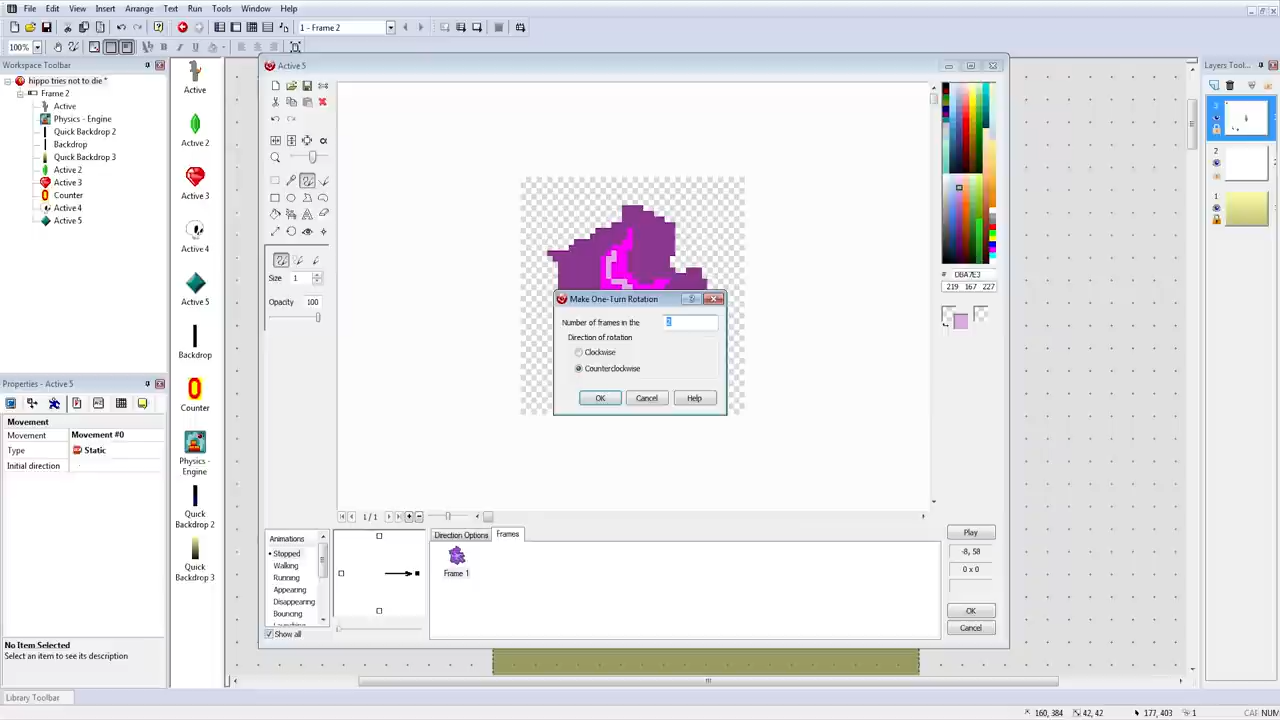 File Edit View Insert Arrange Text Run Tools Window Help
1 - Frame 2
100%
Workspace Toolbar
hippo tries not to die *
Frame 2
Active
Physics - Engine
Quick Backdrop 2
Backdrop
Quick Backdrop 3
Active 2
Active 3
Counter
Active 4
Active 5
Properties - Active 5
Movement
Movement Movement #0
Type Static
Initial direction
No Item Selected
Select an item to see its description
Library Toolbar
Active
Active 2
Active 3
Active 4
Active 5
Backdrop
Counter
Physics -
Engine
Quick
Backdrop 2
Quick
Backdrop 3
Active 5
Size 1
Opacity 100
# DBA7E3
219 167 227
Make One-Turn Rotation
Number of frames in the 2
Direction of rotation
Clockwise
Counterclockwise
OK Cancel Help
1 / 1
Animations
Stopped
Walking
Running
Appearing
Disappearing
Bouncing
Show all
Direction Options Frames
Frame 1
Play
-8, 58
0 x 0
OK
Cancel
Layers Tool...
3
2
1
160, 384 42, 42 177, 403 1 CAP NUM